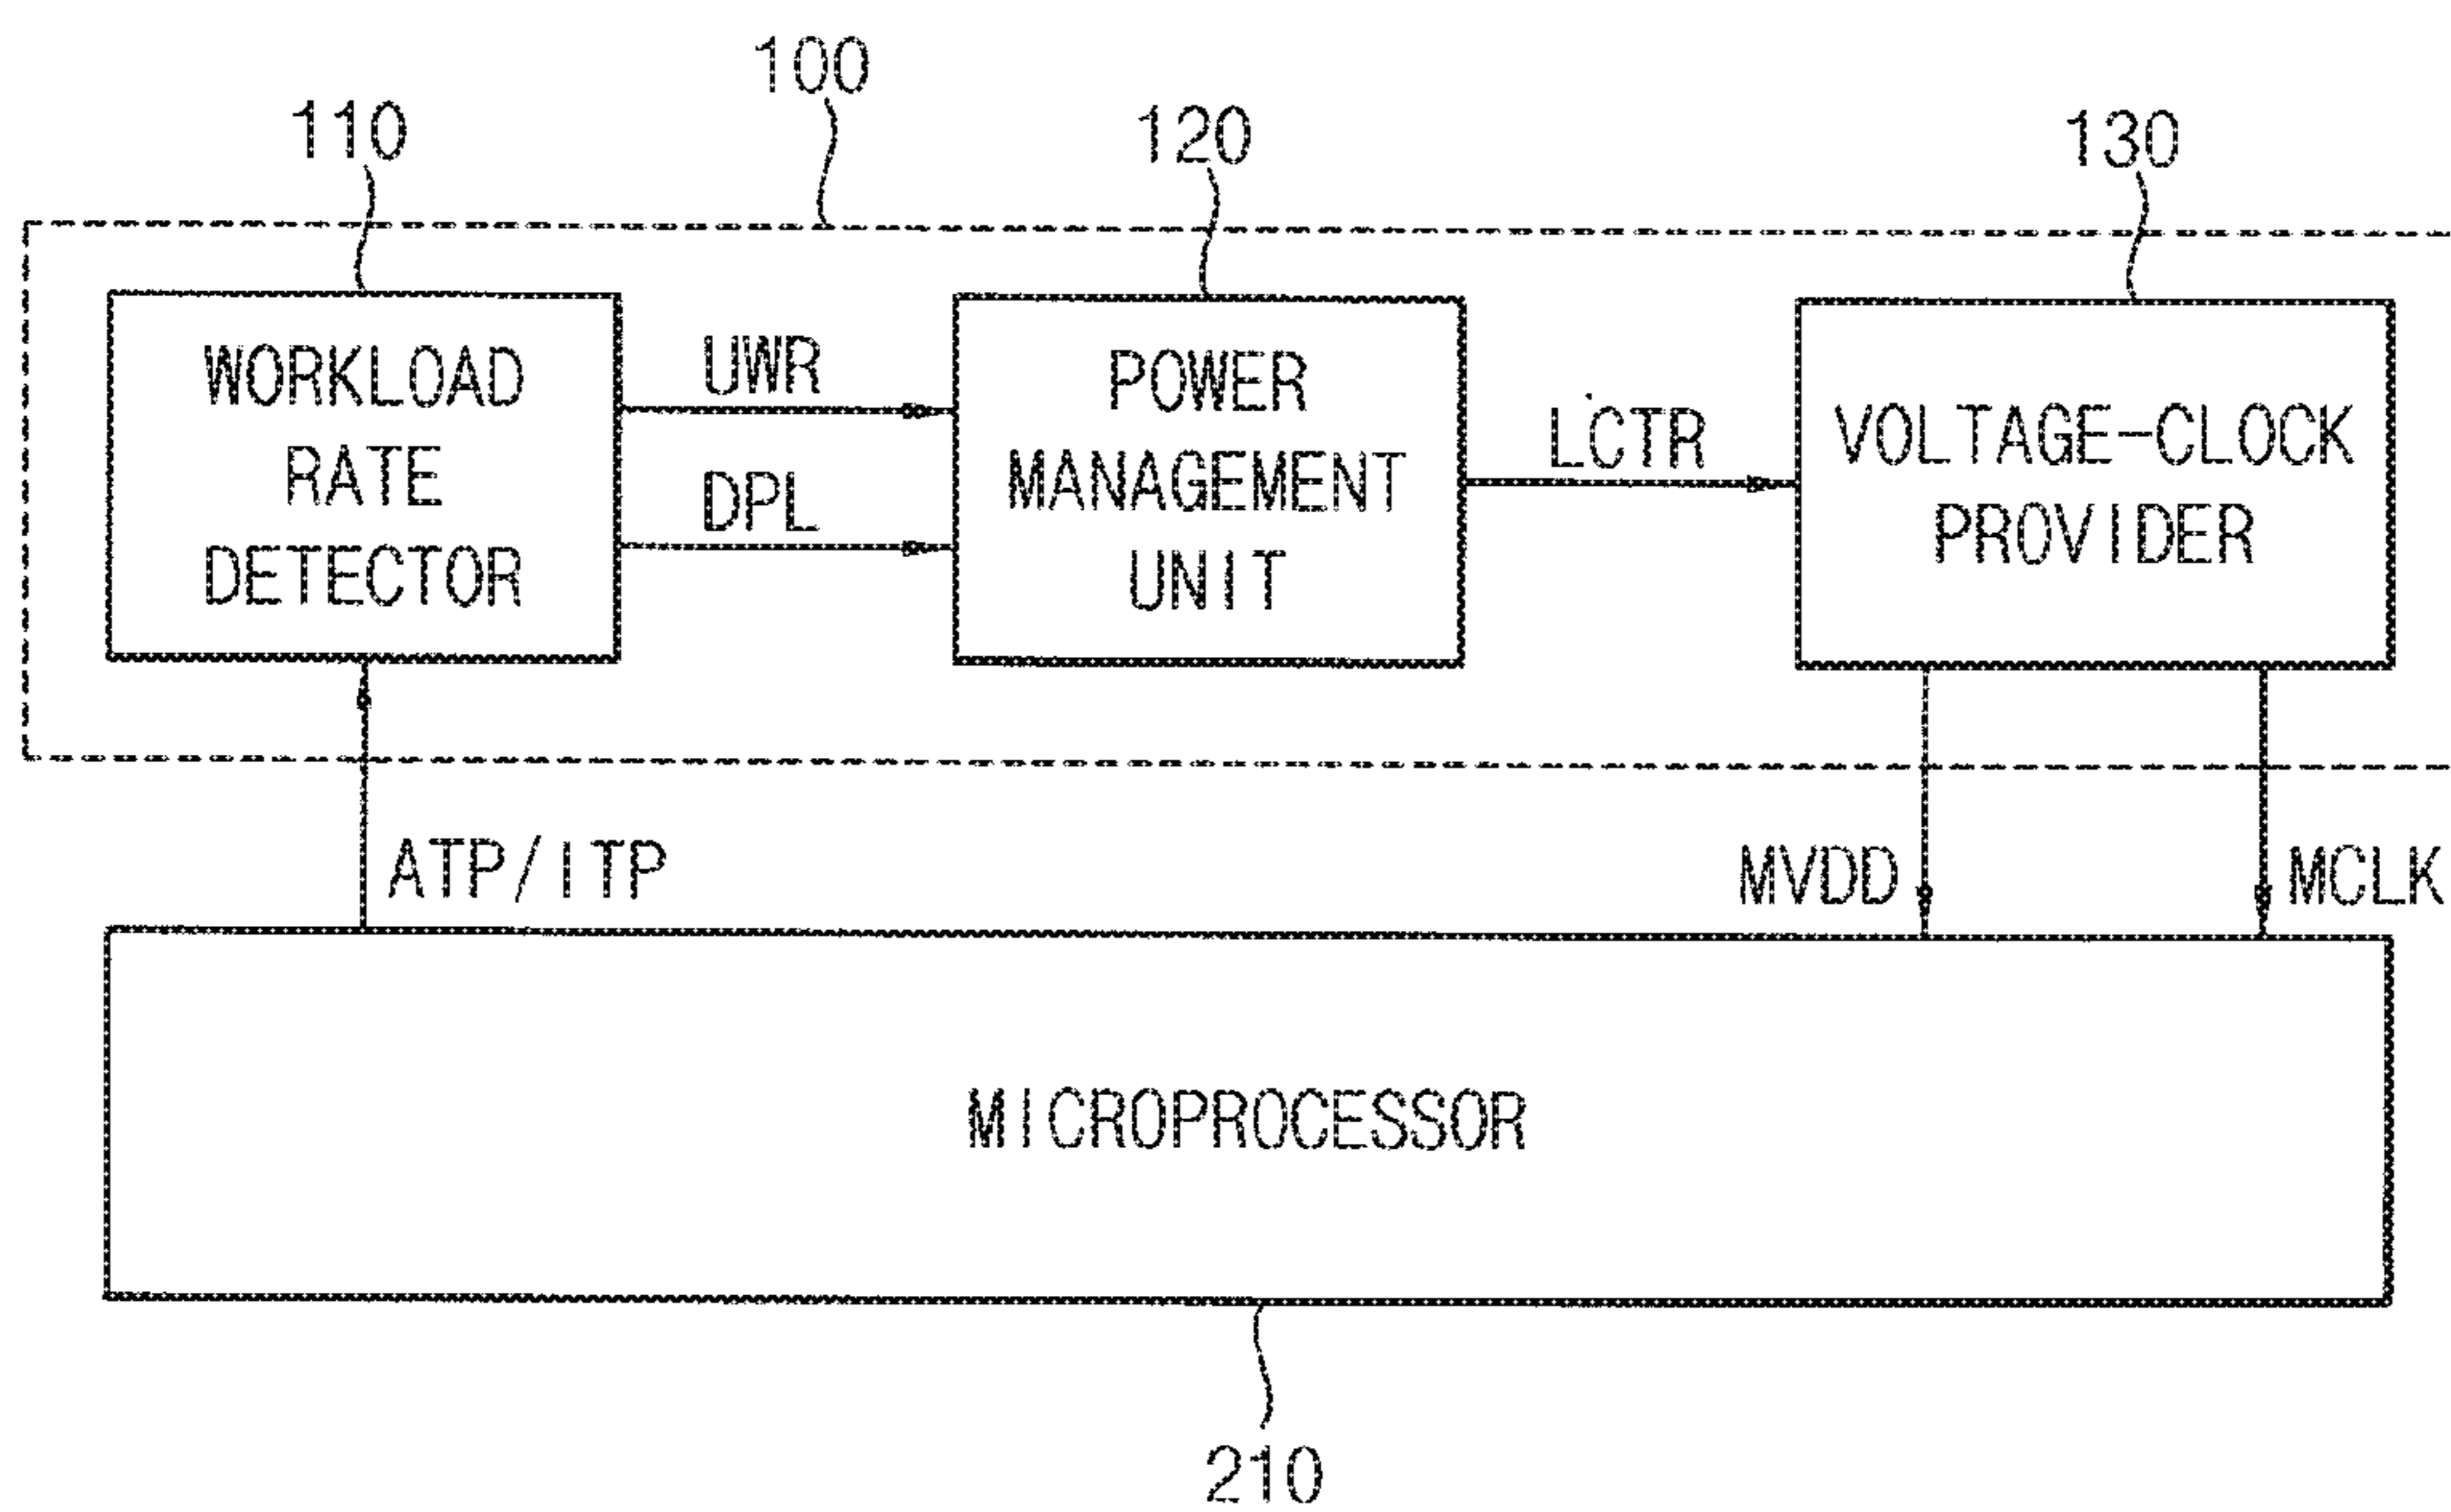 100
110
120
130
WORKLOAD
RATE
DETECTOR
UWR
DPL
POWER
MANAGEMENT
UNIT
LCTR
VOLTAGE-CLOCK
PROVIDER
ATP/ITP
MVDD
MCLK
MICROPROCESSOR
210